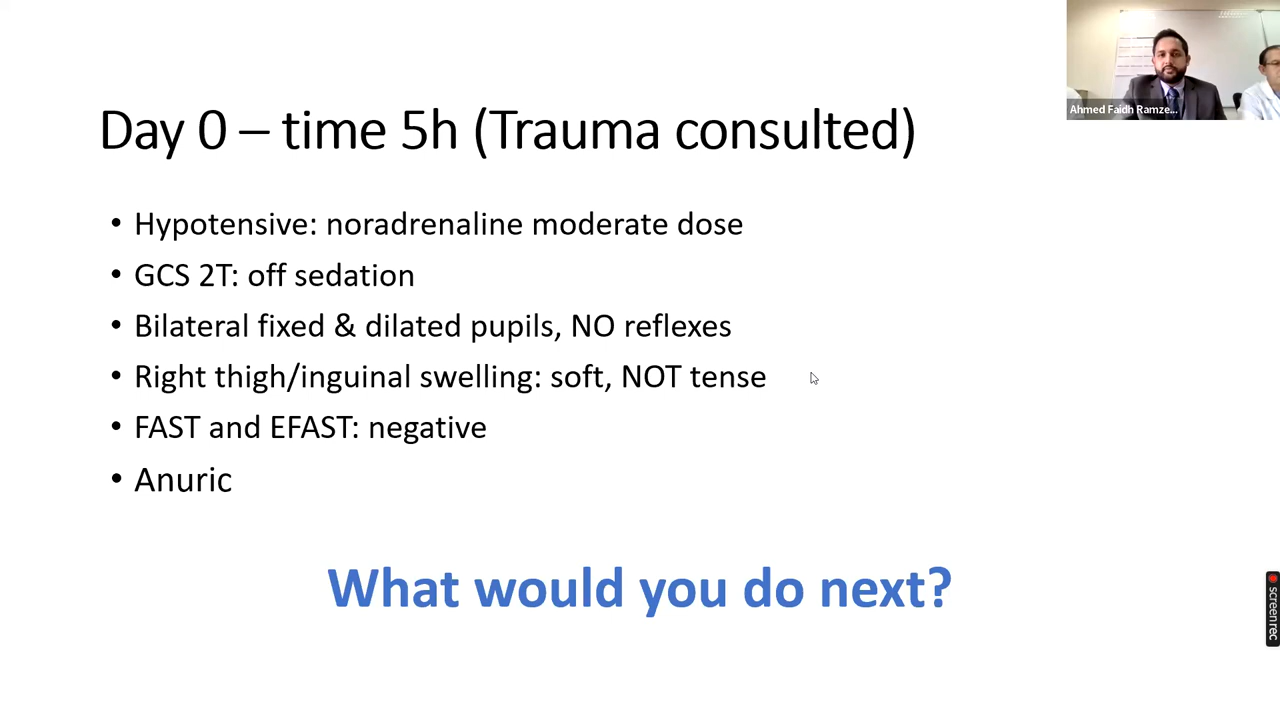 Ahmed Faidh Ramze...
Day 0 – time 5h (Trauma consulted)
• Hypotensive: noradrenaline moderate dose
• GCS 2T: off sedation
• Bilateral fixed & dilated pupils, NO reflexes
• Right thigh/inguinal swelling: soft, NOT tense
• FAST and EFAST: negative
• Anuric
What would you do next?
screenrec